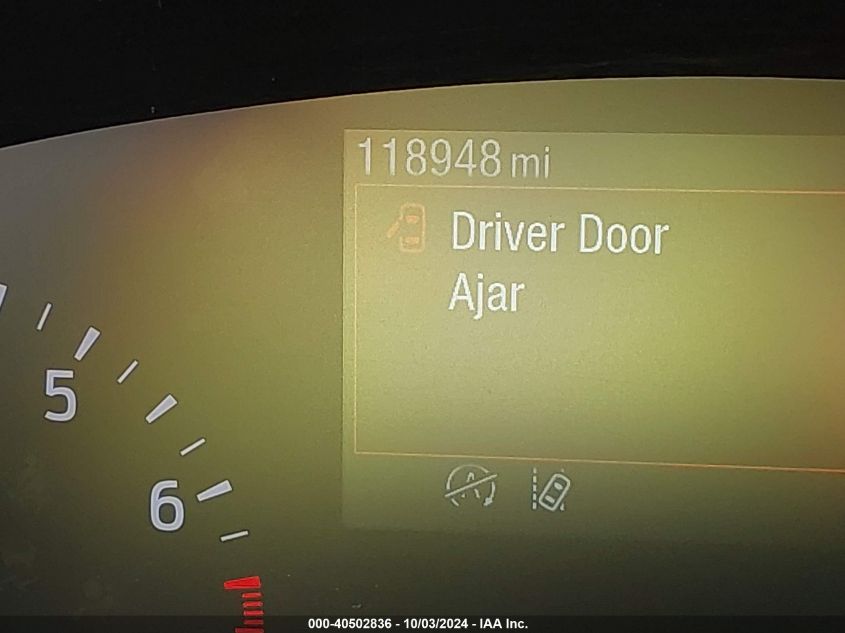 118948 mi
Driver Door
Ajar
5
6
000-40502836 - 10/03/2024 - IAA Inc.